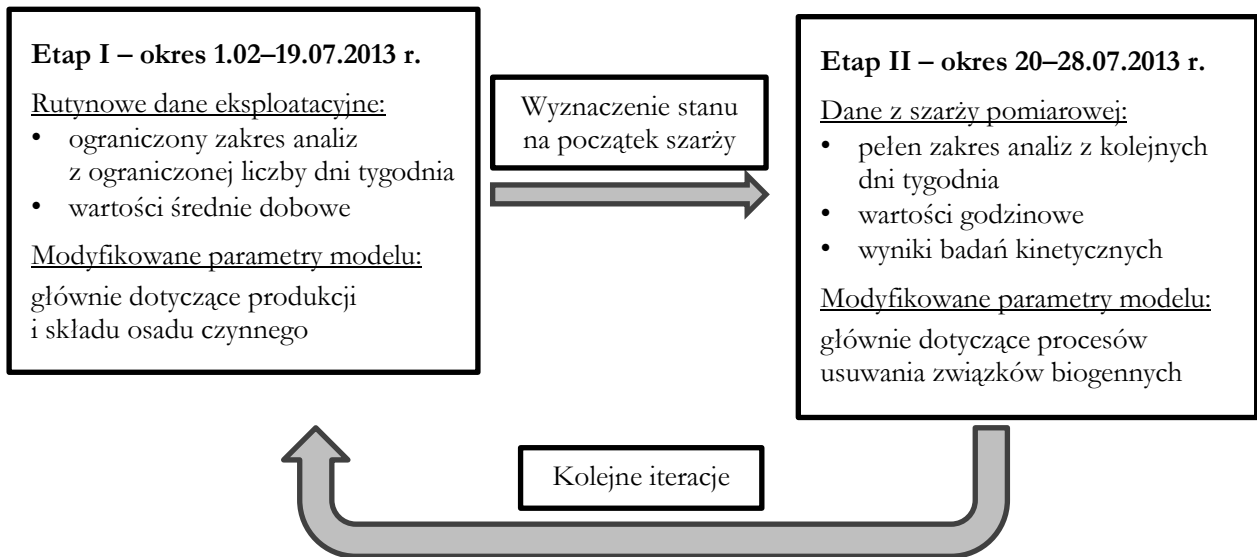 Etap I – okres 1.02–19.07.2013 r.
Rutynowe dane eksploatacyjne:
• ograniczony zakres analiz
z ograniczonej liczby dni tygodnia
• wartości średnie dobowe
Modyfikowane parametry modelu:
głównie dotyczące produkcji
i składu osadu czynnego
Wyznaczenie stanu
na początek szarży
Etap II – okres 20–28.07.2013 r.
Dane z szarży pomiarowej:
• pełen zakres analiz z kolejnych
dni tygodnia
• wartości godzinowe
• wyniki badań kinetycznych
Modyfikowane parametry modelu:
głównie dotyczące procesów
usuwania związków biogennych
Kolejne iteracje